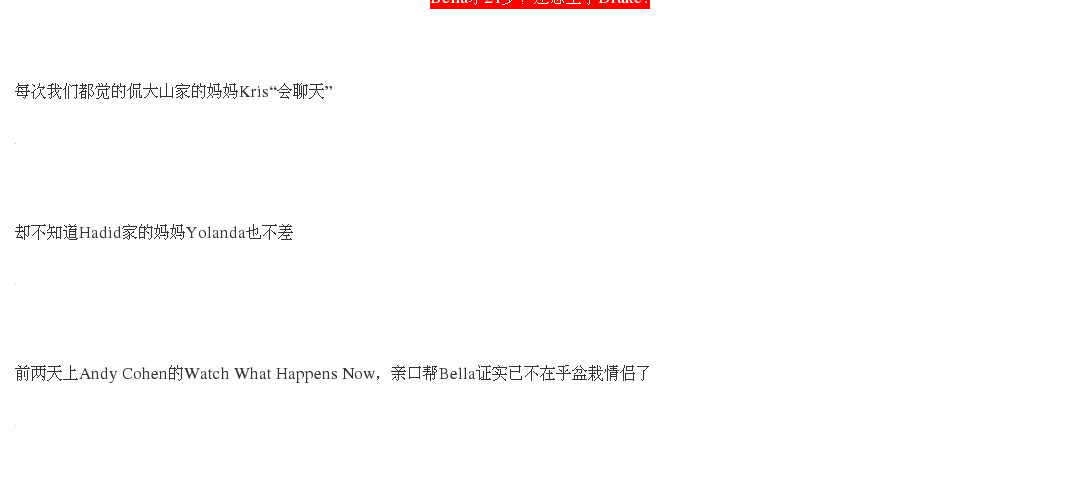 每次我们都觉的侃大山家的妈妈Kris“会聊天”
却不知道Hadid家的妈妈Yolanda也不差
前两天上Andy Cohen的Watch What Happens Now，亲口帮Bella证实已不在乎盆栽情侣了